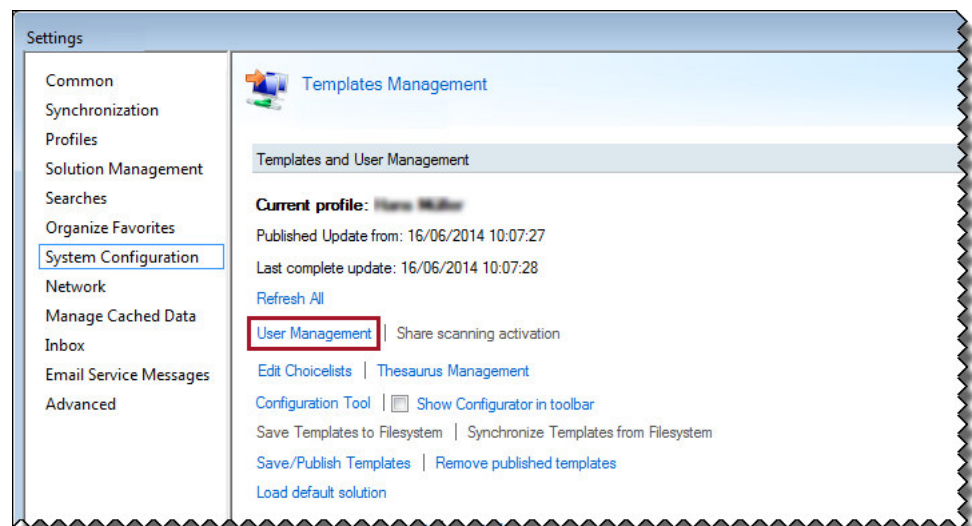 Settings
Common
Synchronization
Profiles
Solution Management
Searches
Organize Favorites
System Configuration
Network
Manage Cached Data
Inbox
Email Service Messages
Advanced
Templates Management
Templates and User Management
Current profile:
Published Update from: 16/06/2014 10:07:27
Last complete update: 16/06/2014 10:07:28
Refresh All
User Management | Share scanning activation
Edit Choicelists | Thesaurus Management
Configuration Tool | Show Configurator in toolbar
Save Templates to Filesystem | Synchronize Templates from Filesystem
Save/Publish Templates | Remove published templates
Load default solution